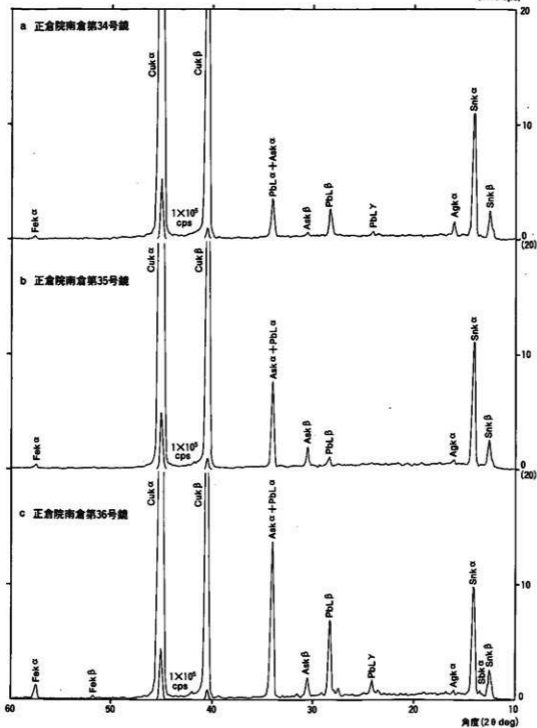 20
a 正倉院南倉第34号鏡
Cukα
Cukβ
Fekα
1×10⁵
cps
PbLα+Askα
Askβ
PbLβ
PbLγ
Agkα
Snkα
Snkβ
10
0
(20)
b 正倉院南倉第35号鏡
Cukα
Cukβ
Fekα
1×10⁵
cps
Askα+PbLα
Askβ
PbLβ
Agkα
Snkα
Snkβ
10
0
(20)
c 正倉院南倉第36号鏡
Cukα
Cukβ
Fekα
Fekβ
1×10⁵
cps
Askα+PbLα
Askβ
PbLβ
PbLγ
Agkα
Snkα
Sbkα
Snkβ
10
0
60
50
40
30
20
10
角度(2θdeg)